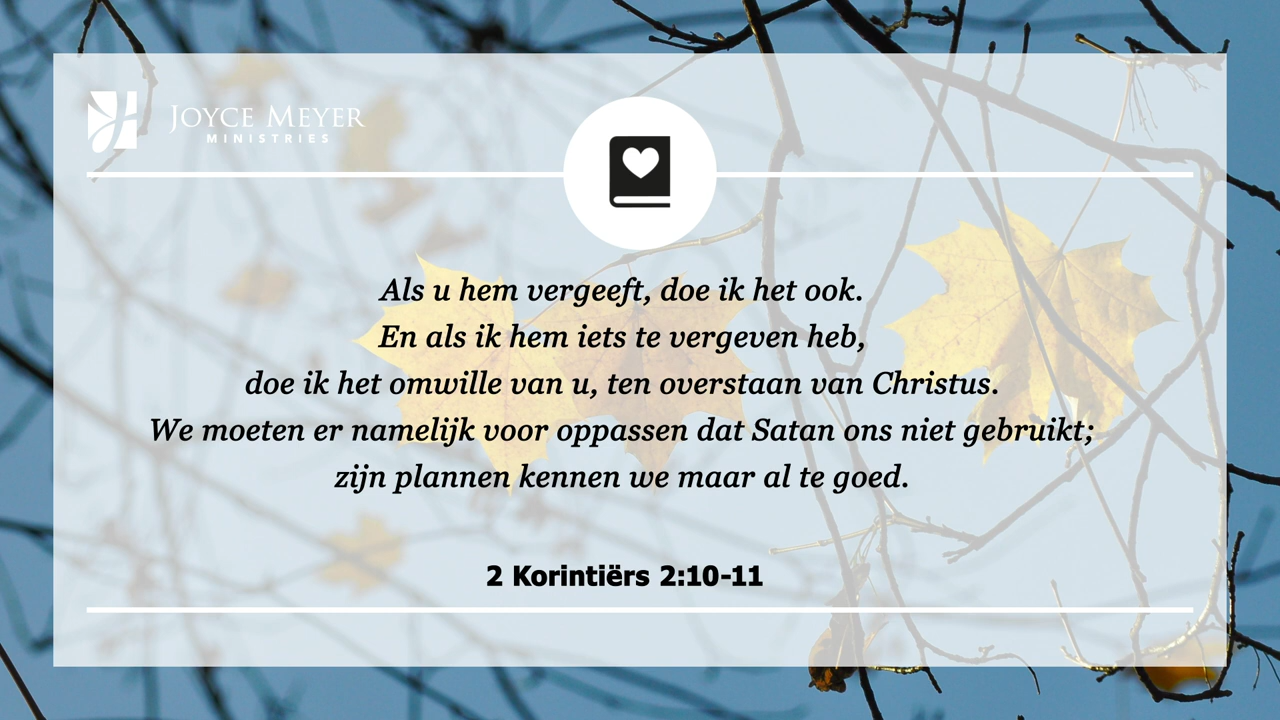 JOYCE MEYER
MINISTRIES
Als u hem vergeeft, doe ik het ook.
En als ik hem iets te vergeven heb,
doe ik het omwille van u, ten overstaan van Christus.
We moeten er namelijk voor oppassen dat Satan ons niet gebruikt;
zijn plannen kennen we maar al te goed.
2 Korintiërs 2:10-11